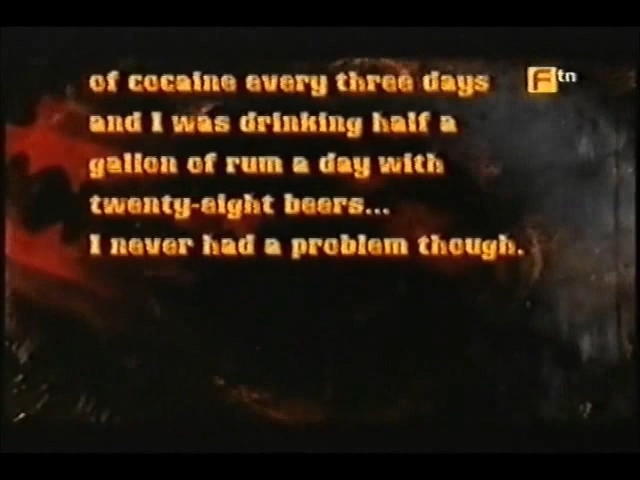 of cocaine every three days
and I was drinking half a
gallon of rum a day with
twenty-eight beers...
I never had a problem though.
Ftn